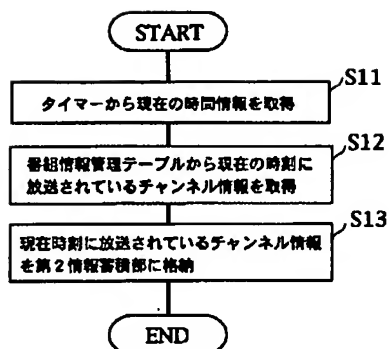 START
S11
タイマーから現在の時間情報を取得
S12
番組情報管理テーブルから現在の時刻に
放送されているチャンネル情報を取得
S13
現在時刻に放送されているチャンネル情報
を第2情報蓄積部に格納
END